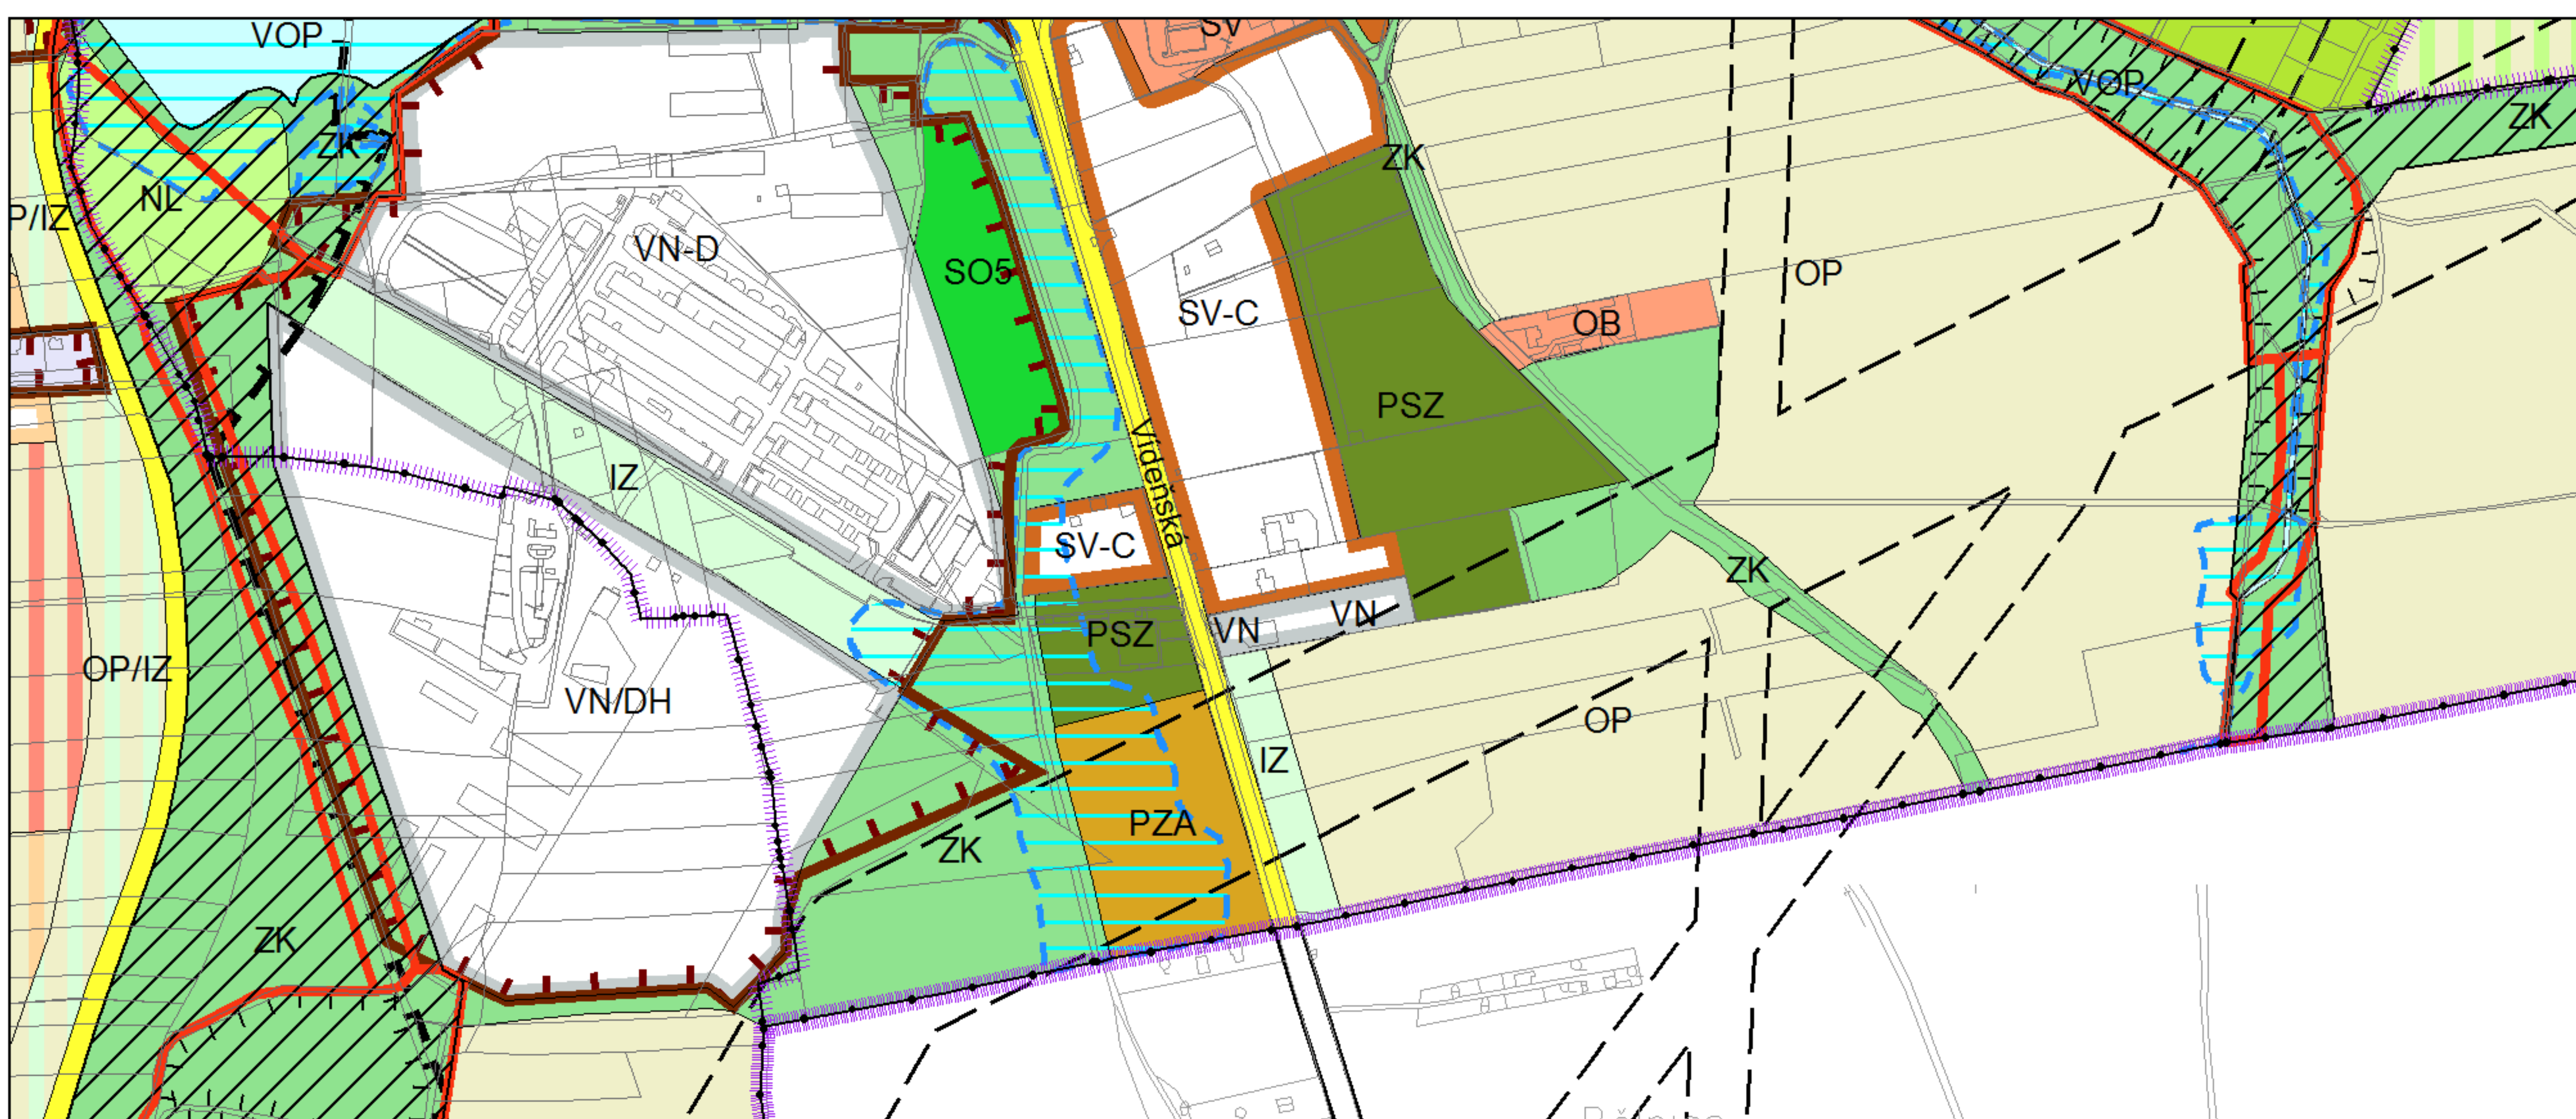 VOP
SV
VOP
ZK
ZK
ZK
NL
P/IZ
VN-D
SO5
OP
SV-C
OB
PSZ
IZ
Vídeňská
SV-C
ZK
VN
VN
PSZ
OP/IZ
VN/DH
OP
IZ
PZA
ZK
ZK